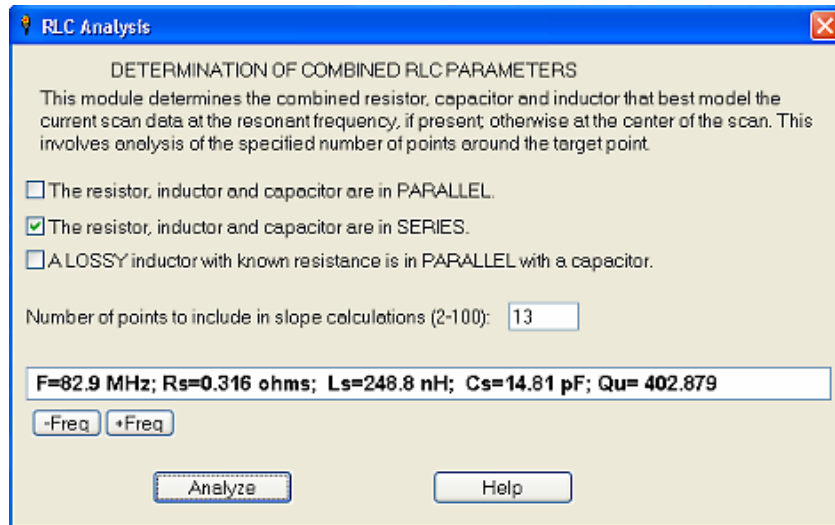 RLC Analysis
DETERMINATION OF COMBINED RLC PARAMETERS
This module determines the combined resistor, capacitor and inductor that best model the
current scan data at the resonant frequency, if present; otherwise at the center of the scan. This
involves analysis of the specified number of points around the target point.
The resistor, inductor and capacitor are in PARALLEL.
The resistor, inductor and capacitor are in SERIES.
A LOSSY inductor with known resistance is in PARALLEL with a capacitor.
Number of points to include in slope calculations (2-100): 13
F=82.9 MHz; Rs=0.316 ohms; Ls=248.8 nH; Cs=14.81 pF; Qu= 402.879
-Freq +Freq
Analyze Help